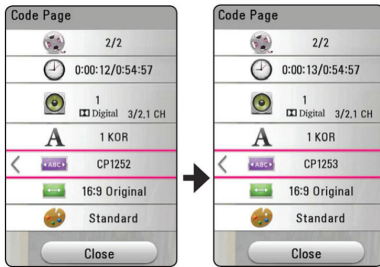 Code Page
2/2
0:00:12/0:54:57
1
Digital 3/2.1 CH
A 1 KOR
ABC CP1252
16:9 Original
Standard
Close
Code Page
2/2
0:00:13/0:54:57
1
Digital 3/2.1 CH
A 1 KOR
ABC CP1253
16:9 Original
Standard
Close